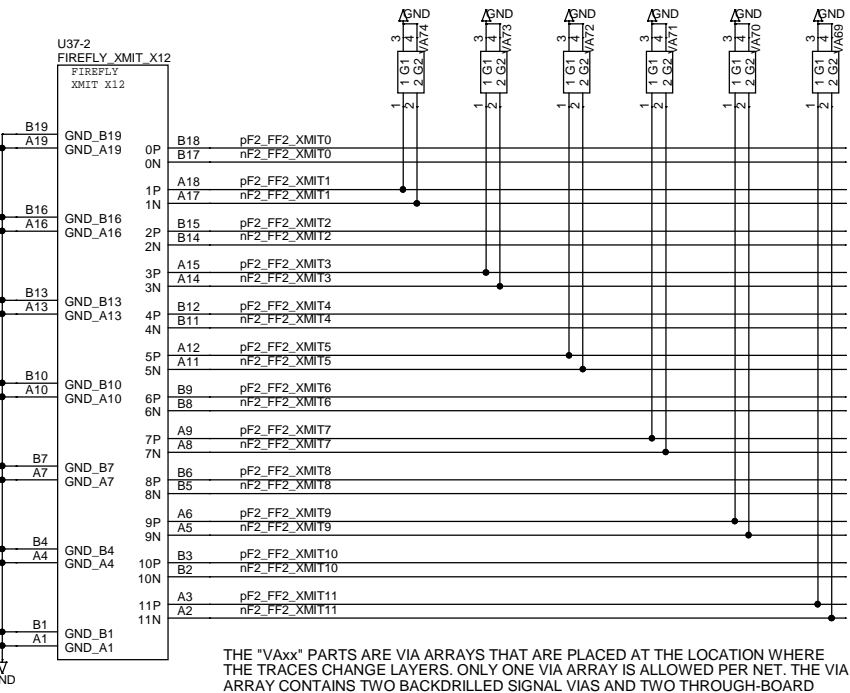 GND GND GND GND GND GND
3 4 VA74 3 4 VA73 3 4 VA72 3 4 VA71 3 4 VA70 3 4 VA69
1 G1 2 G2 1 G1 2 G2 1 G1 2 G2 1 G1 2 G2 1 G1 2 G2 1 G1 2 G2
1 2 1 2 1 2 1 2 1 2 1 2
U37-2
FIREFLY_XMIT_X12
FIREFLY
XMIT X12
B19 GND_B19
A19 GND_A19
0P B18 pF2_FF2_XMIT0
0N B17 nF2_FF2_XMIT0
1P A18 pF2_FF2_XMIT1
1N A17 nF2_FF2_XMIT1
B16 GND_B16
A16 GND_A16
2P B15 pF2_FF2_XMIT2
2N B14 nF2_FF2_XMIT2
3P A15 pF2_FF2_XMIT3
3N A14 nF2_FF2_XMIT3
B13 GND_B13
A13 GND_A13
4P B12 pF2_FF2_XMIT4
4N B11 nF2_FF2_XMIT4
5P A12 pF2_FF2_XMIT5
5N A11 nF2_FF2_XMIT5
B10 GND_B10
A10 GND_A10
6P B9 pF2_FF2_XMIT6
6N B8 nF2_FF2_XMIT6
7P A9 pF2_FF2_XMIT7
7N A8 nF2_FF2_XMIT7
B7 GND_B7
A7 GND_A7
8P B6 pF2_FF2_XMIT8
8N B5 nF2_FF2_XMIT8
9P A6 pF2_FF2_XMIT9
9N A5 nF2_FF2_XMIT9
B4 GND_B4
A4 GND_A4
10P B3 pF2_FF2_XMIT10
10N B2 nF2_FF2_XMIT10
11P A3 pF2_FF2_XMIT11
11N A2 nF2_FF2_XMIT11
B1 GND_B1
A1 GND_A1
ND
THE "VAxx" PARTS ARE VIA ARRAYS THAT ARE PLACED AT THE LOCATION WHERE
THE TRACES CHANGE LAYERS. ONLY ONE VIA ARRAY IS ALLOWED PER NET. THE VIA
ARRAY CONTAINS TWO BACKDRILLED SIGNAL VIAS AND TWO THROUGH-BOARD